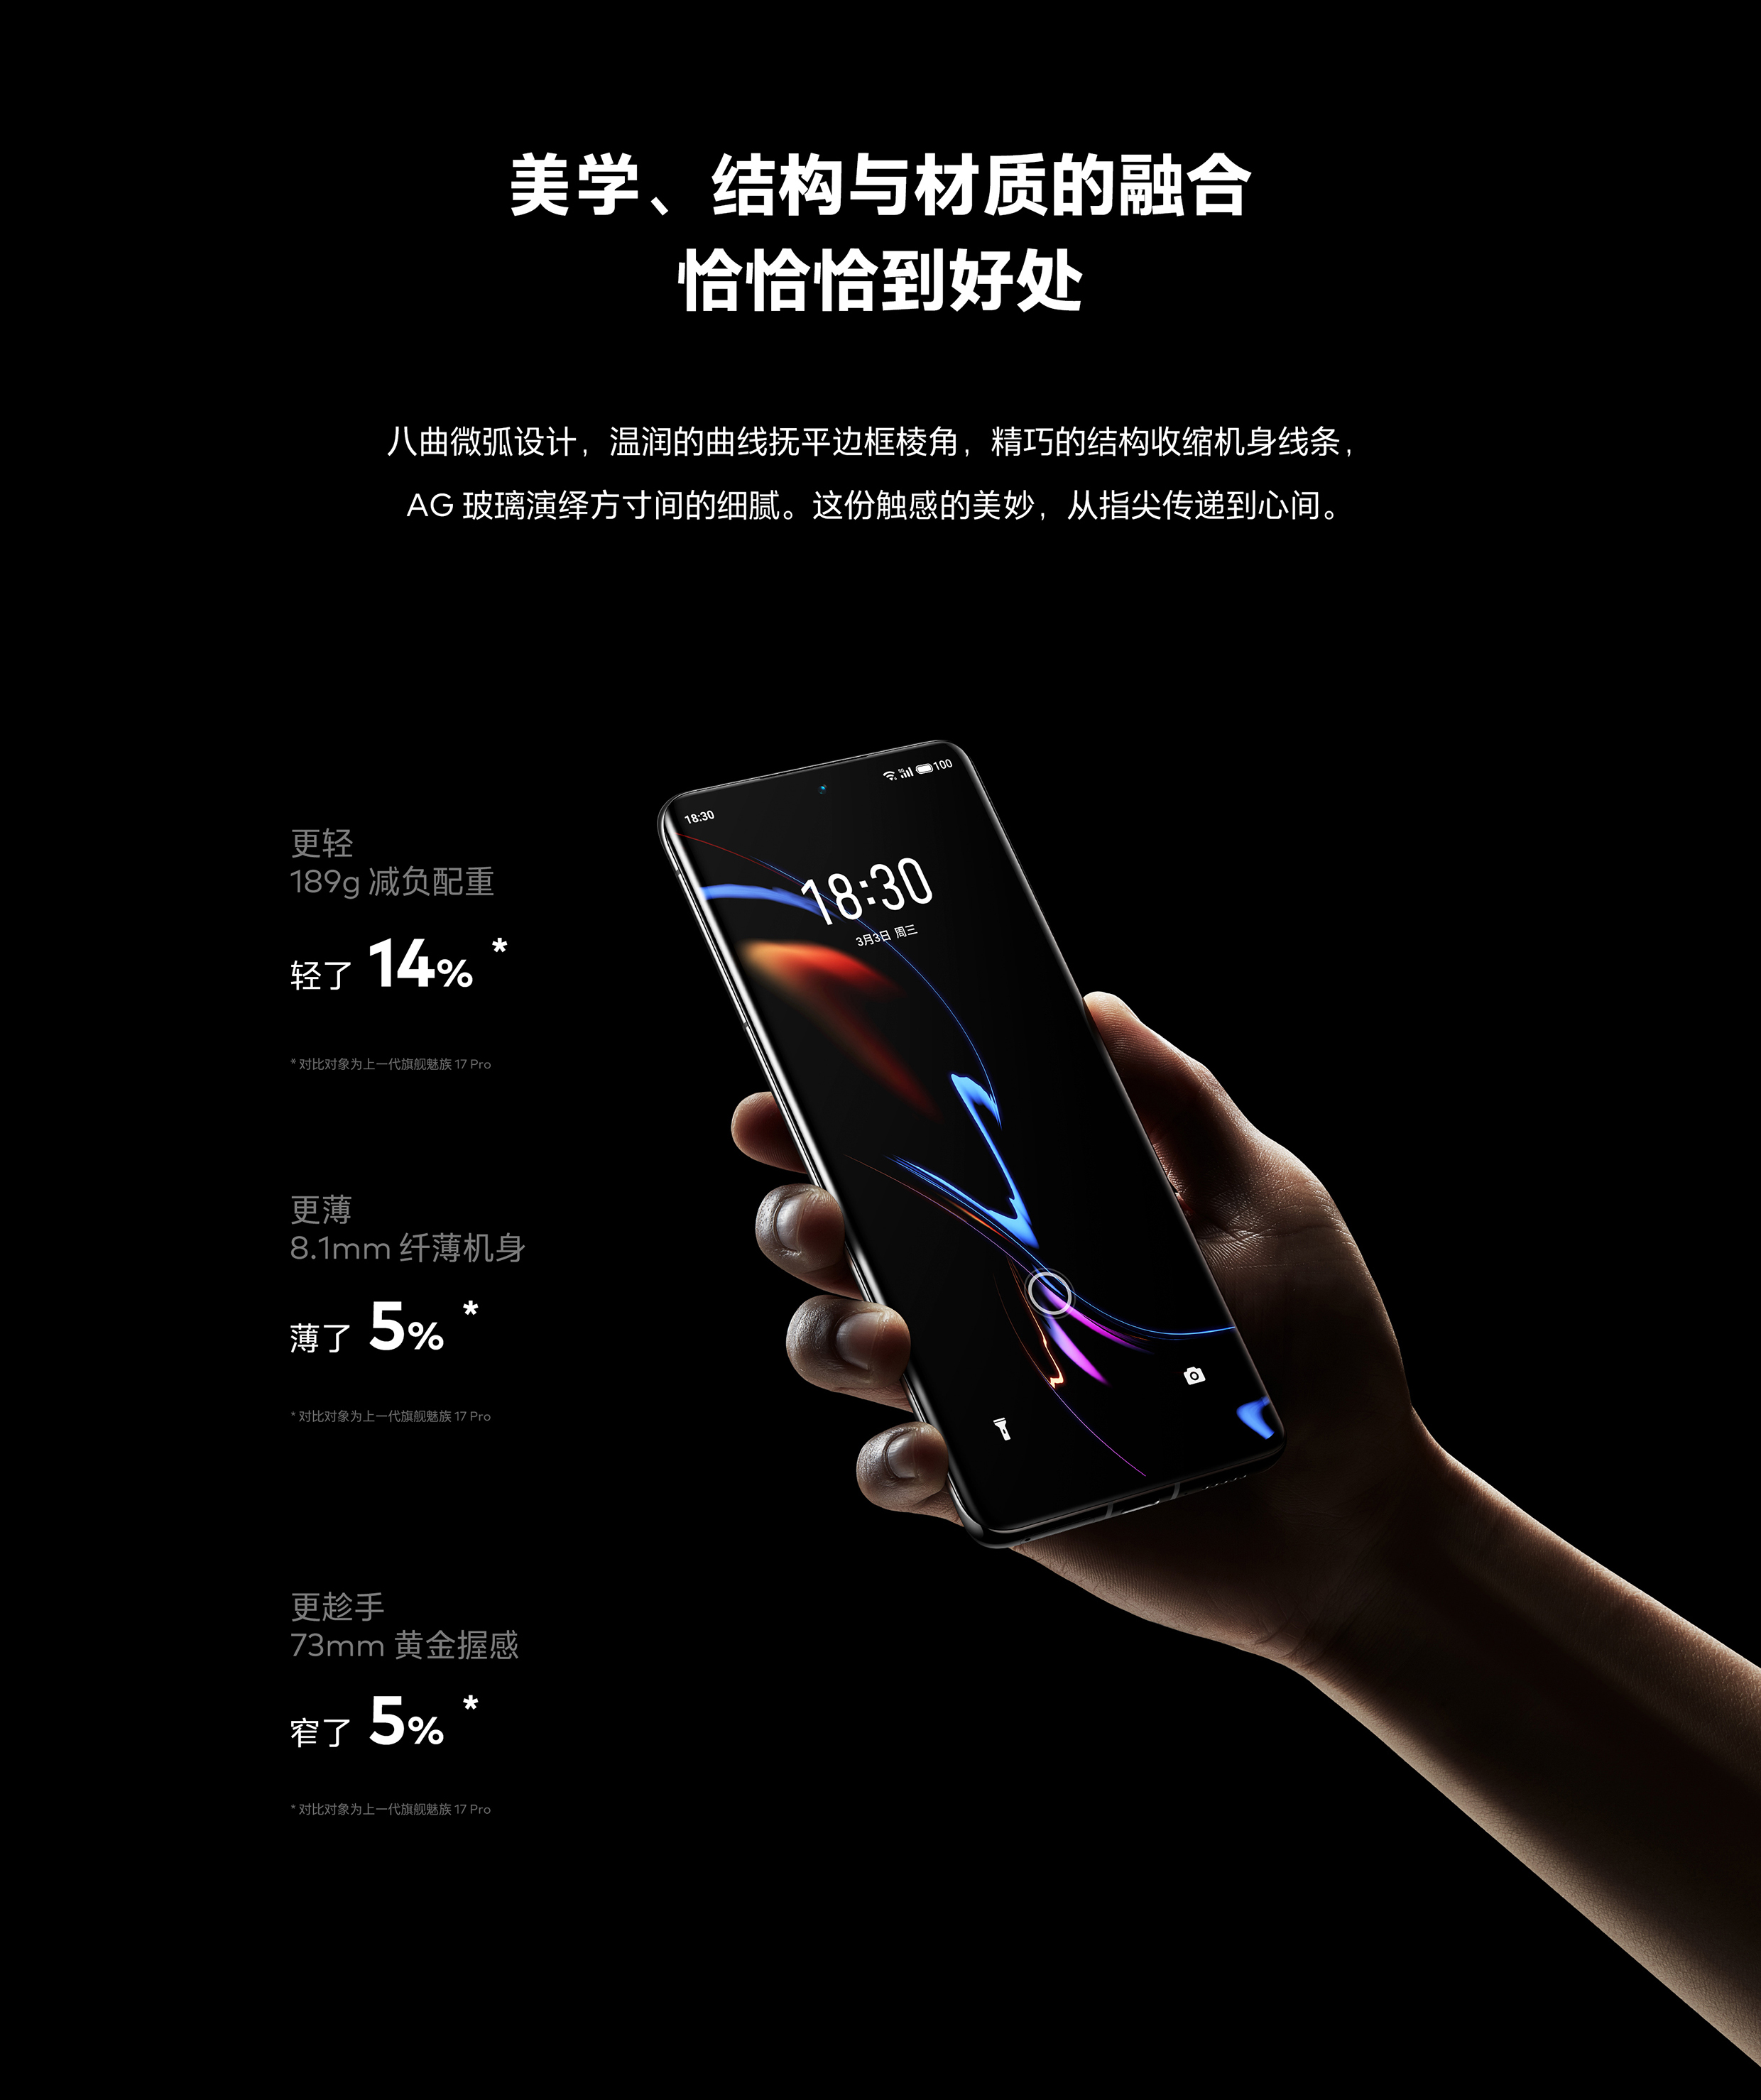 美学、结构与材质的融合
恰恰恰到好处
八曲微弧设计，温润的曲线抚平边框棱角，精巧的结构收缩机身线条，
AG 玻璃演绎方寸间的细腻。这份触感的美妙，从指尖传递到心间。
更轻
189g 减负配重
轻了 14% *
* 对比对象为上一代旗舰魅族 17 Pro
更薄
8.1mm 纤薄机身
薄了 5% *
* 对比对象为上一代旗舰魅族 17 Pro
更趁手
73mm 黄金握感
窄了 5% *
* 对比对象为上一代旗舰魅族 17 Pro
18:30
5G 100
18:30
3月3日 周三